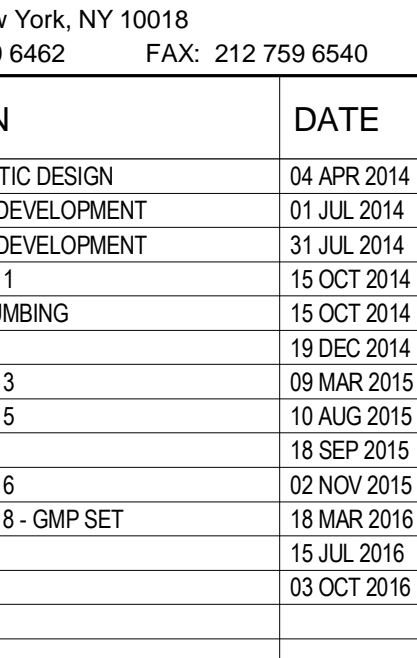 York, NY 10018
6462 FAX: 212 759 6540
DATE
DESIGN 04 APR 2014
DEVELOPMENT 01 JUL 2014
DEVELOPMENT 31 JUL 2014
1 15 OCT 2014
15 OCT 2014
19 DEC 2014
3 09 MAR 2015
5 10 AUG 2015
18 SEP 2015
6 02 NOV 2015
8 - GMP SET 18 MAR 2016
15 JUL 2016
03 OCT 2016